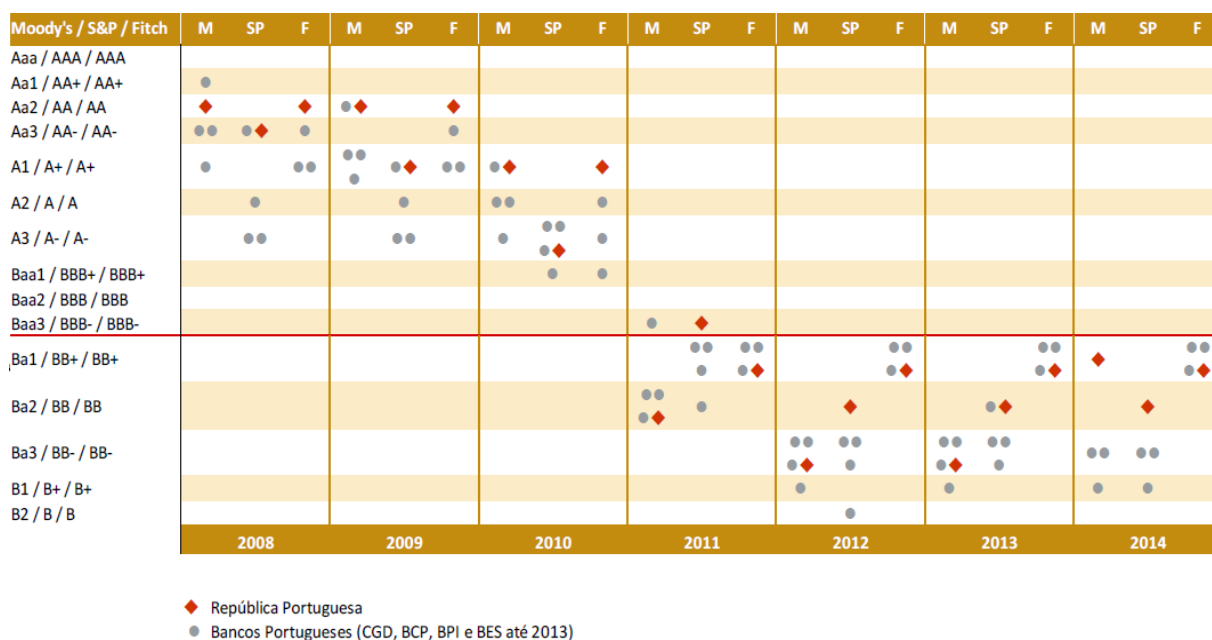 Moody's / S&P / Fitch M SP F M SP F M SP F M SP F M SP F M SP F M SP F
Aaa / AAA / AAA
Aa1 / AA+ / AA+
Aa2 / AA / AA
Aa3 / AA- / AA-
A1 / A+ / A+
A2 / A / A
A3 / A- / A-
Baa1 / BBB+ / BBB+
Baa2 / BBB / BBB
Baa3 / BBB- / BBB-
Ba1 / BB+ / BB+
Ba2 / BB / BB
Ba3 / BB- / BB-
B1 / B+ / B+
B2 / B / B
2008 2009 2010 2011 2012 2013 2014
República Portuguesa
Bancos Portugueses (CGD, BCP, BPI e BES até 2013)